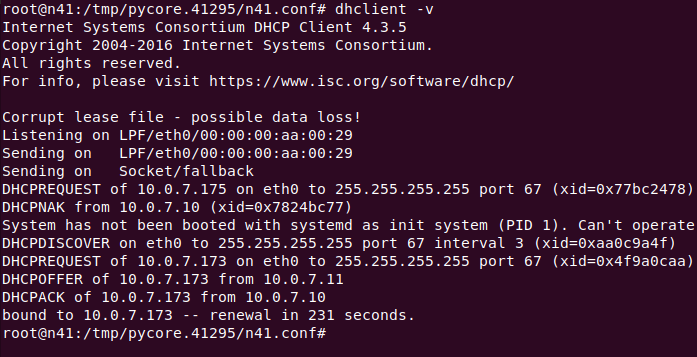 root@n41:/tmp/pycore.41295/n41.conf# dhclient -v
Internet Systems Consortium DHCP Client 4.3.5
Copyright 2004-2016 Internet Systems Consortium.
All rights reserved.
For info, please visit https://www.isc.org/software/dhcp/
Corrupt lease file - possible data loss!
Listening on LPF/eth0/00:00:00:aa:00:29
Sending on   LPF/eth0/00:00:00:aa:00:29
Sending on   Socket/fallback
DHCPREQUEST of 10.0.7.175 on eth0 to 255.255.255.255 port 67 (xid=0x77bc2478)
DHCPNAK from 10.0.7.10 (xid=0x7824bc77)
System has not been booted with systemd as init system (PID 1). Can't operate
DHCPDISCOVER on eth0 to 255.255.255.255 port 67 interval 3 (xid=0xaa0c9a4f)
DHCPREQUEST of 10.0.7.173 on eth0 to 255.255.255.255 port 67 (xid=0x4f9a0caa)
DHCPOFFER of 10.0.7.173 from 10.0.7.11
DHCPACK of 10.0.7.173 from 10.0.7.10
bound to 10.0.7.173 -- renewal in 231 seconds.
root@n41:/tmp/pycore.41295/n41.conf#